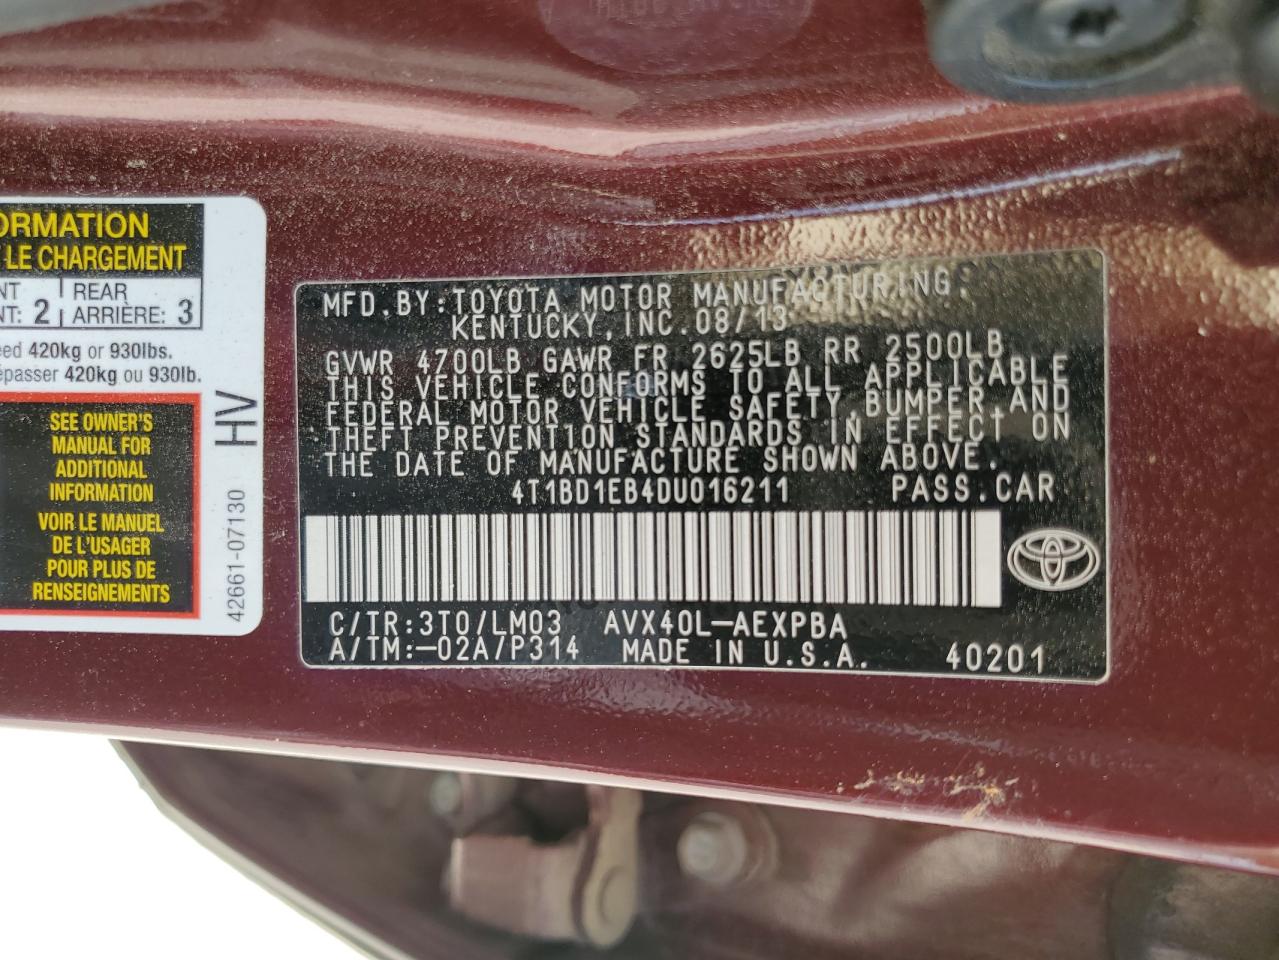 ORMATION
LE CHARGEMENT
NT 2 REAR
NT: ARRIÈRE: 3
eed 420kg or 930lbs.
épasser 420kg ou 930lb.
SEE OWNER'S
MANUAL FOR
ADDITIONAL
INFORMATION
VOIR LE MANUEL
DE L'USAGER
POUR PLUS DE
RENSEIGNEMENTS
HV
42661-07130
MFD.BY:TOYOTA MOTOR MANUFACTURING.
KENTUCKY,INC.08/13
GVWR 4700LB GAWR FR 2625LB RR 2500LB
THIS VEHICLE CONFORMS TO ALL APPLICABLE
FEDERAL MOTOR VEHICLE SAFETY,BUMPER,AND
THEFT PREVENTION STANDARDS IN EFFECT ON
THE DATE OF MANUFACTURE SHOWN ABOVE.
4T1BD1EB4DU016211 PASS.CAR
C/TR:3T0/LM03 AVX40L-AEXPBA
A/TM:-02A/P314 MADE IN U.S.A. 40201